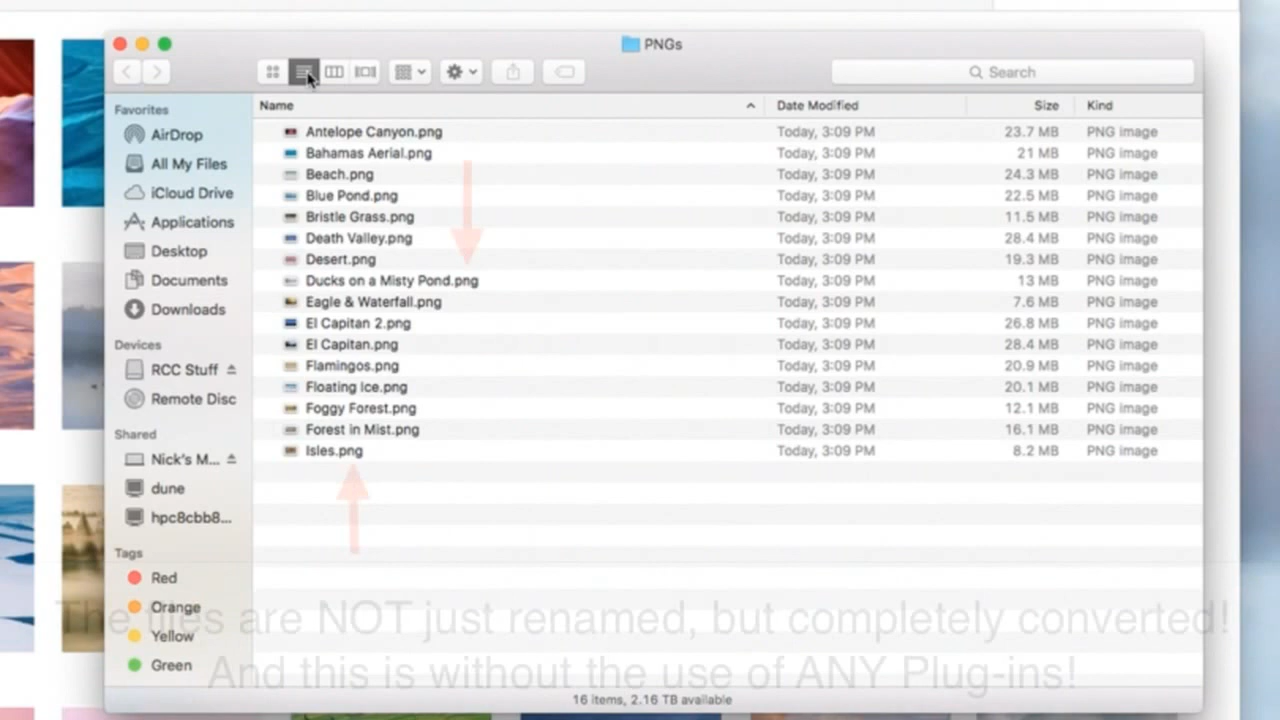 PNGs
Search
Favorites
AirDrop
All My Files
iCloud Drive
Applications
Desktop
Documents
Downloads
Devices
RCC Stuff
Remote Disc
Shared
Nick's M...
dune
hpc8cbb8...
Tags
Red
Orange
Yellow
Green
Name Date Modified Size Kind
Antelope Canyon.png Today, 3:09 PM 23.7 MB PNG image
Bahamas Aerial.png Today, 3:09 PM 21 MB PNG image
Beach.png Today, 3:09 PM 24.3 MB PNG image
Blue Pond.png Today, 3:09 PM 22.5 MB PNG image
Bristle Grass.png Today, 3:09 PM 11.5 MB PNG image
Death Valley.png Today, 3:09 PM 28.4 MB PNG image
Desert.png Today, 3:09 PM 19.3 MB PNG image
Ducks on a Misty Pond.png Today, 3:09 PM 13 MB PNG image
Eagle & Waterfall.png Today, 3:09 PM 7.6 MB PNG image
El Capitan 2.png Today, 3:09 PM 26.8 MB PNG image
El Capitan.png Today, 3:09 PM 28.4 MB PNG image
Flamingos.png Today, 3:09 PM 20.9 MB PNG image
Floating Ice.png Today, 3:09 PM 20.1 MB PNG image
Foggy Forest.png Today, 3:09 PM 12.1 MB PNG image
Forest in Mist.png Today, 3:09 PM 16.1 MB PNG image
Isles.png Today, 3:09 PM 8.2 MB PNG image
The files are NOT just renamed, but completely converted!
And this is without the use of ANY Plug-ins!
16 items, 2.16 TB available